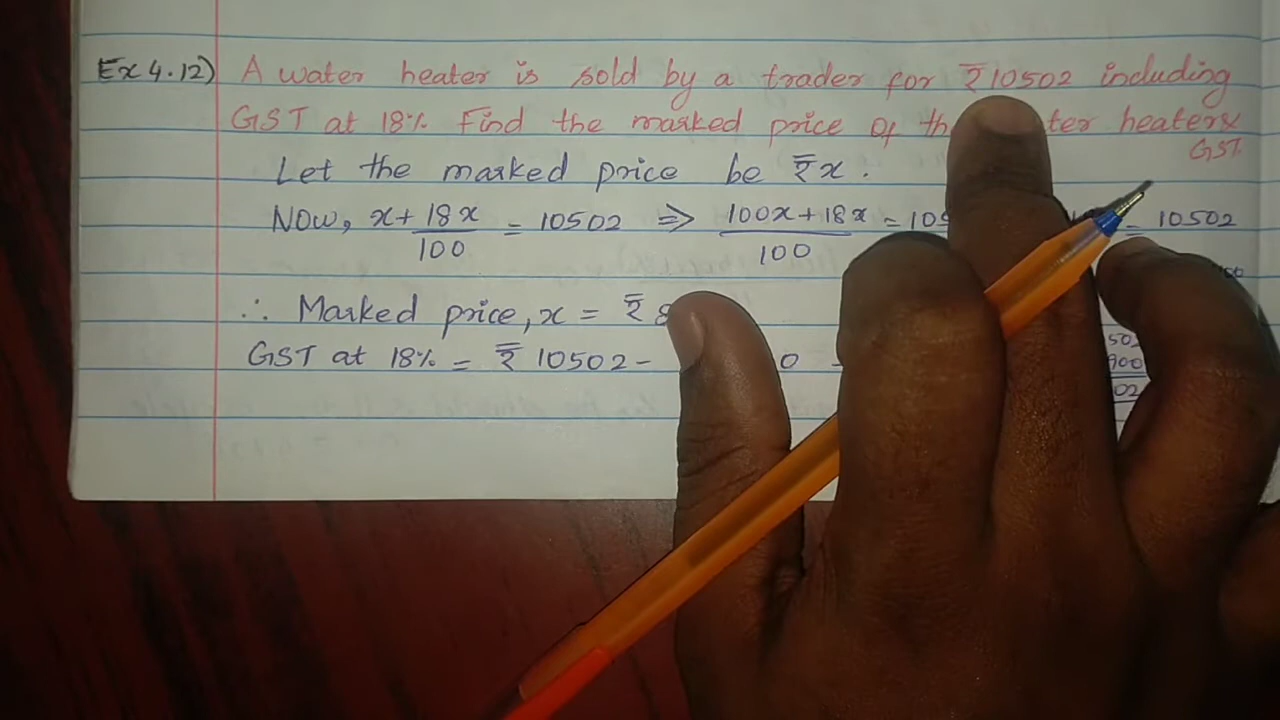 Ex 4.12) A water heater is sold by a trader for ₹10502 including
GST at 18% Find the marked price of heater &
GST.
Let the marked price be ₹x.
Now, x + 18x/100 = 10502 ⇒ 100x + 18x/100 = = 10502
∴ Marked price, x = ₹
GST at 18% = ₹ 10502 -